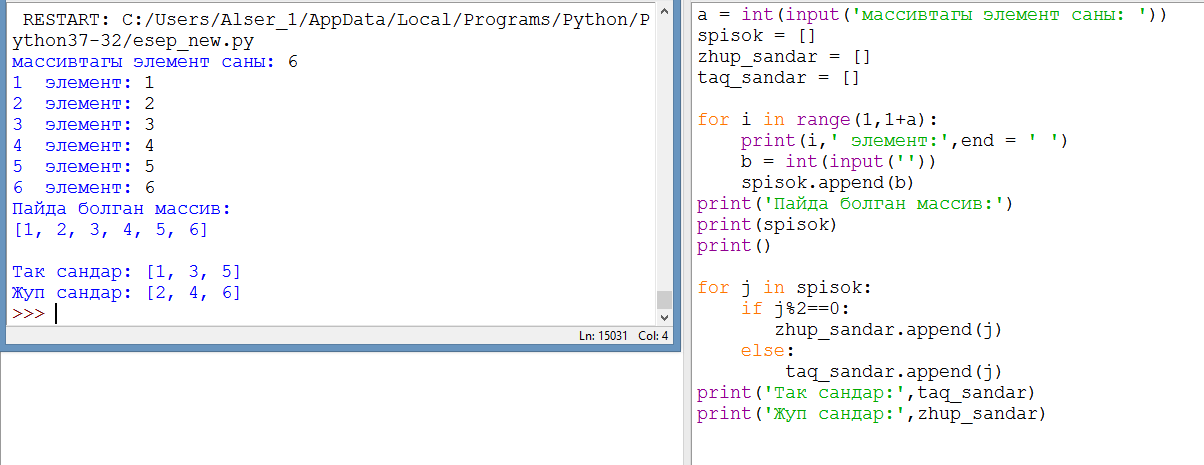 RESTART: C:/Users/Alser_1/AppData/Local/Programs/Python/P
ython37-32/esep_new.py
массивтагы элемент саны: 6
1  элемент: 1
2  элемент: 2
3  элемент: 3
4  элемент: 4
5  элемент: 5
6  элемент: 6
Пайда болган массив:
[1, 2, 3, 4, 5, 6]
Так сандар: [1, 3, 5]
Жуп сандар: [2, 4, 6]
>>>
Ln: 15031 Col: 4
a = int(input('массивтагы элемент саны: '))
spisok = []
zhup_sandar = []
taq_sandar = []
for i in range(1,1+a):
    print(i,' элемент:',end = ' ')
    b = int(input(''))
    spisok.append(b)
print('Пайда болган массив:')
print(spisok)
print()
for j in spisok:
    if j%2==0:
       zhup_sandar.append(j)
    else:
        taq_sandar.append(j)
print('Так сандар:',taq_sandar)
print('Жуп сандар:',zhup_sandar)